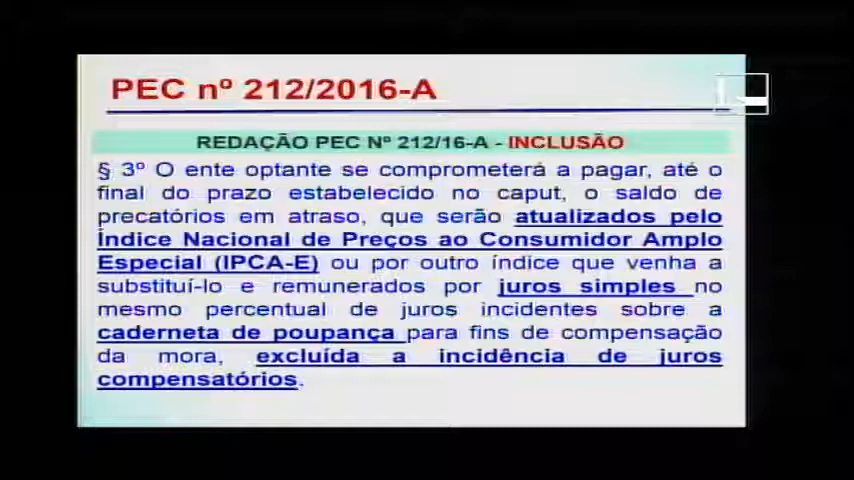 PEC nº 212/2016-A
REDAÇÃO PEC Nº 212/16-A - INCLUSÃO
§ 3º O ente optante se comprometerá a pagar, até o
final do prazo estabelecido no caput, o saldo de
precatórios em atraso, que serão atualizados pelo
Índice Nacional de Preços ao Consumidor Amplo
Especial (IPCA-E) ou por outro índice que venha a
substituí-lo e remunerados por juros simples no
mesmo percentual de juros incidentes sobre a
caderneta de poupança para fins de compensação
da mora, excluída a incidência de juros
compensatórios.